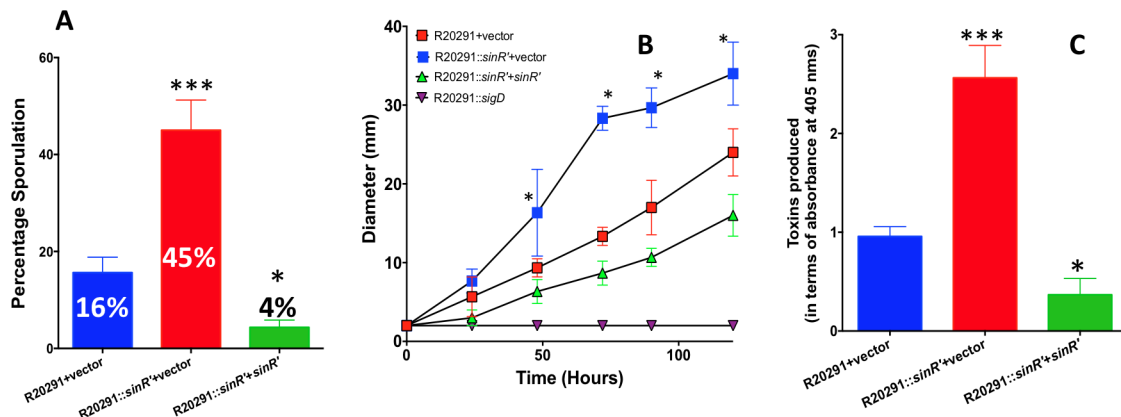 A
Percentage Sporulation
60
40
20
0
***
45%
16%
*
4%
R20291+vector
R20291::sinR'+vector
R20291::sinR'+sinR'
B
R20291+vector
R20291::sinR'+vector
R20291::sinR'+sinR'
R20291::sigD
Diameter (mm)
40
30
20
10
0
*
*
*
*
0
50
100
Time (Hours)
C
Toxins produced
(in terms of absorbance at 405 nms)
3
2
1
0
***
*
R20291+vector
R20291::sinR'+vector
R20291::sinR'+sinR'